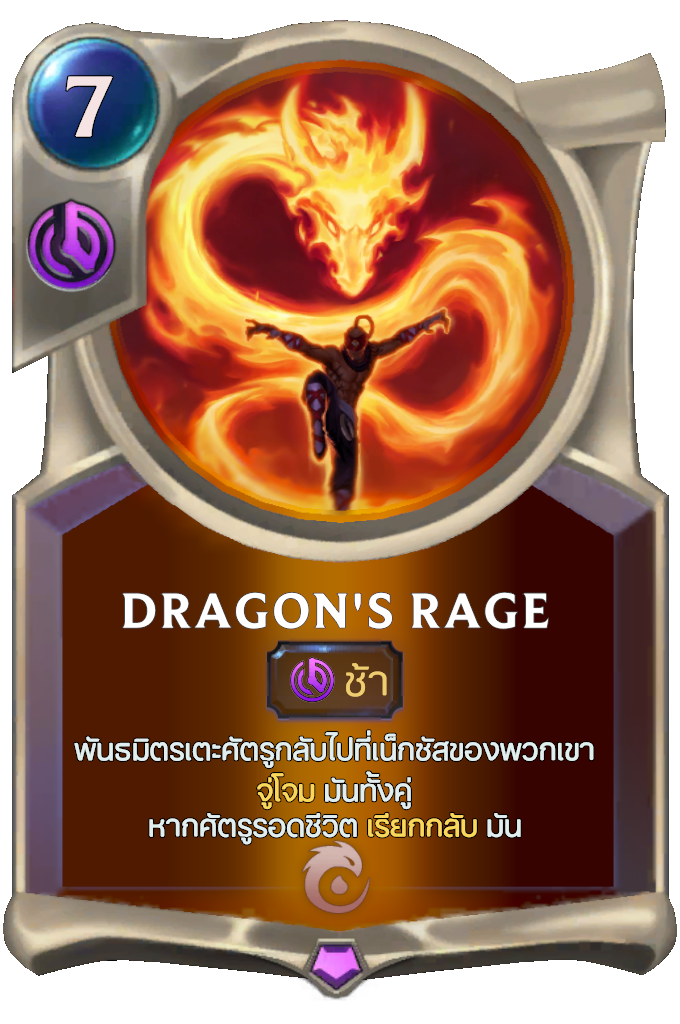 7
DRAGON'S RAGE
ช้า
พันธมิตรเตะศัตรูกลับไปที่เน็กซัสของพวกเขา
จู่โจม มันทั้งคู่
หากศัตรูรอดชีวิต เรียกกลับ มัน